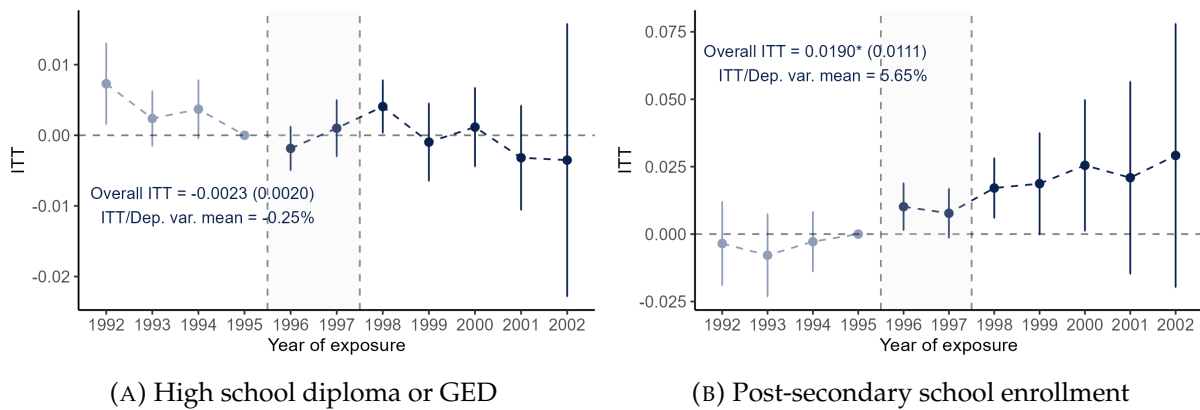 ITT
0.01
0.00
-0.01
-0.02
Overall ITT = -0.0023 (0.0020)
ITT/Dep. var. mean = -0.25%
1992 1993 1994 1995 1996 1997 1998 1999 2000 2001 2002
Year of exposure
(A) High school diploma or GED
ITT
0.075
0.050
0.025
0.000
-0.025
Overall ITT = 0.0190* (0.0111)
ITT/Dep. var. mean = 5.65%
1992 1993 1994 1995 1996 1997 1998 1999 2000 2001 2002
Year of exposure
(B) Post-secondary school enrollment